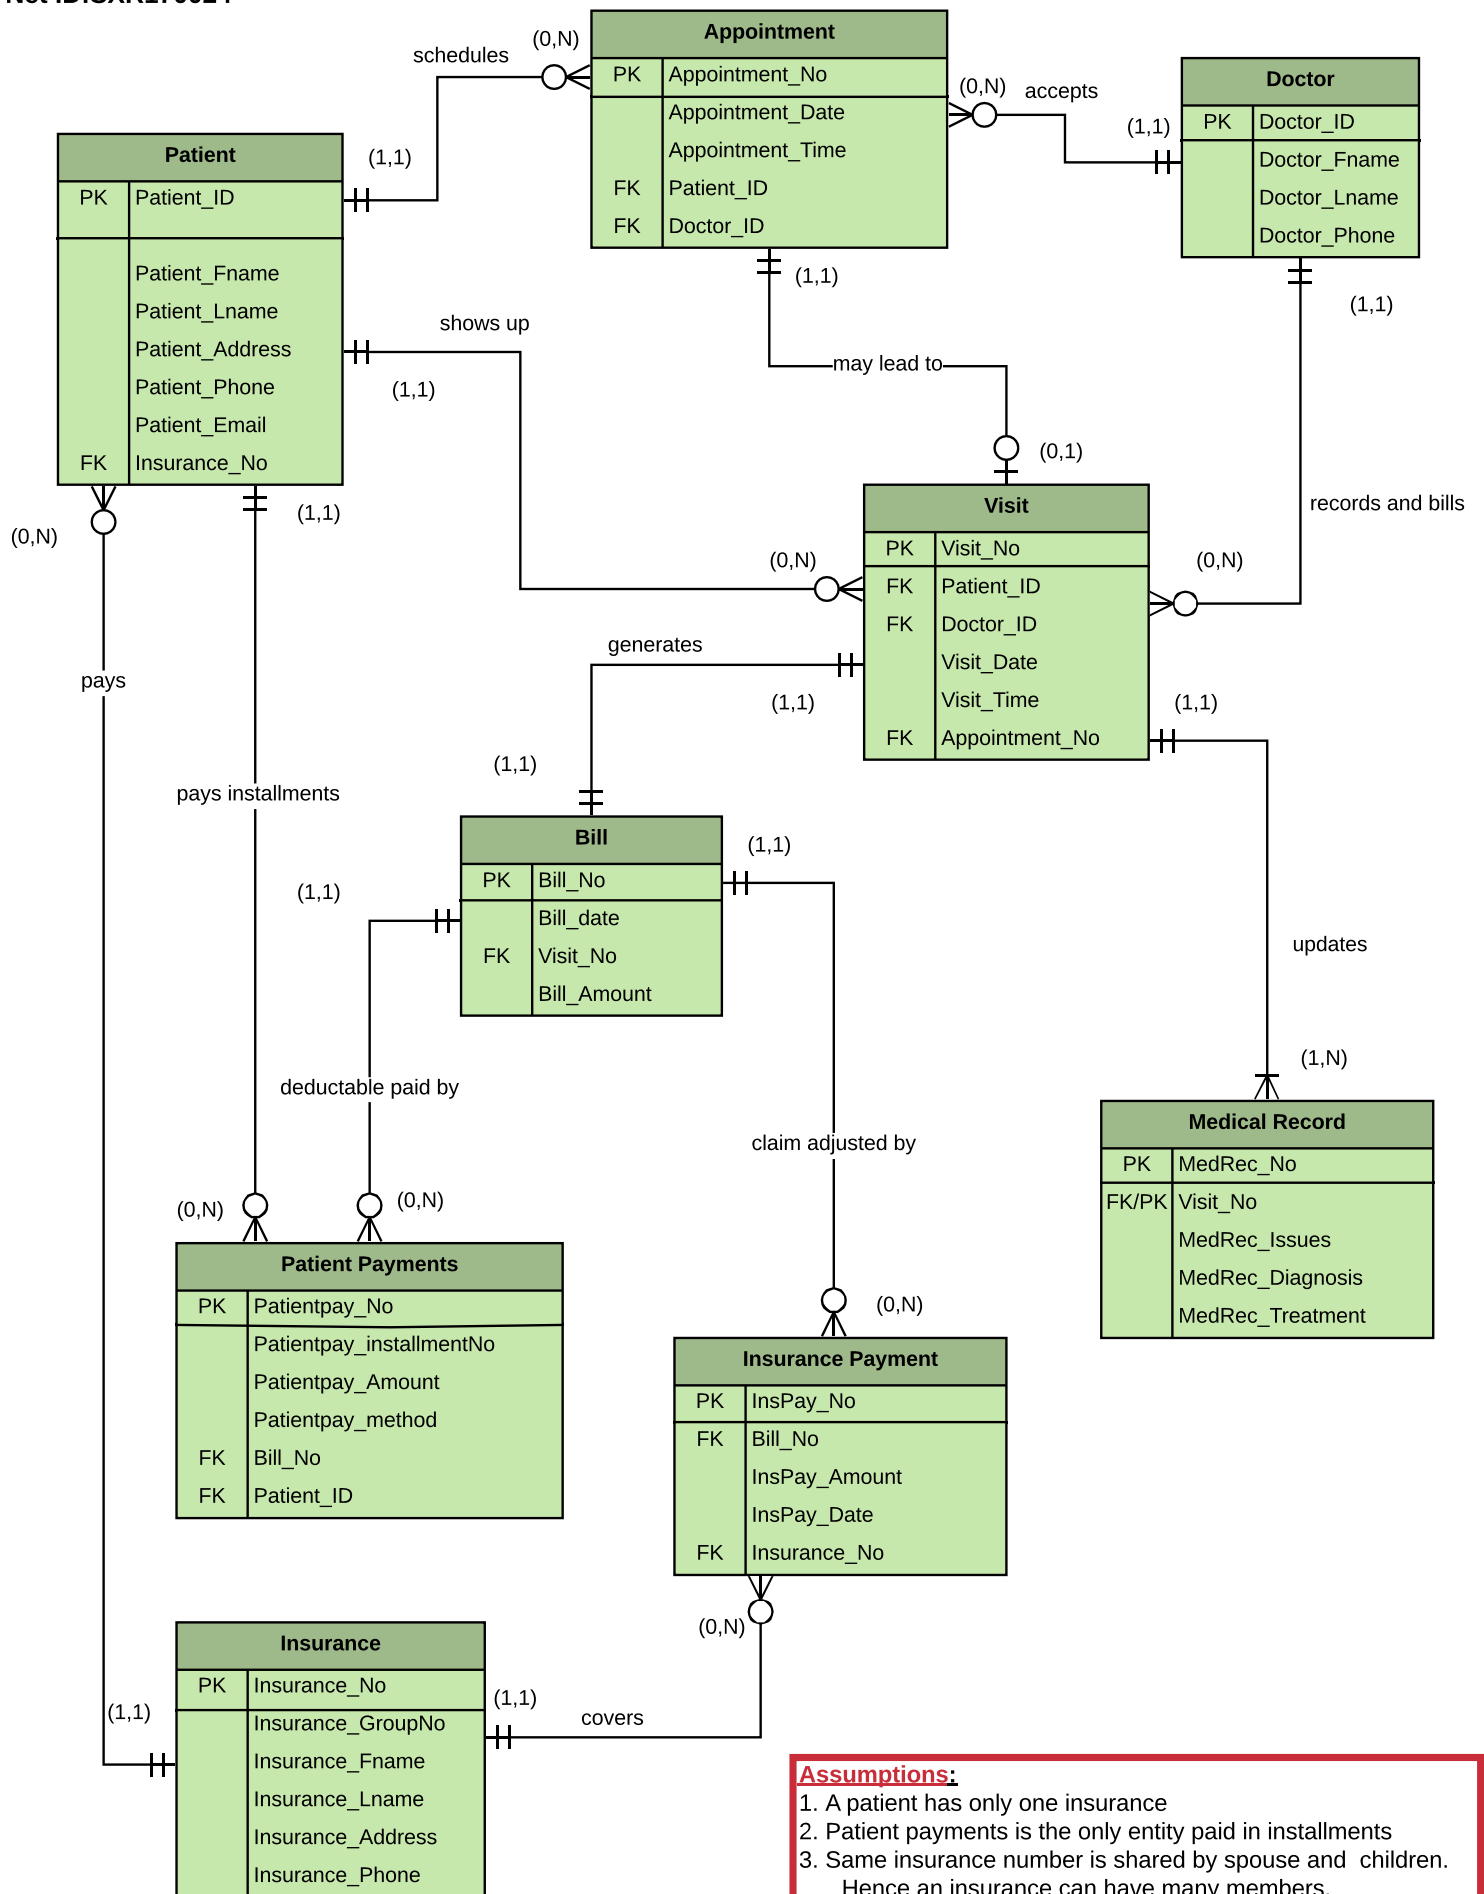 Appointment
PK Appointment_No
Appointment_Date
Appointment_Time
FK Patient_ID
FK Doctor_ID
schedules
(0,N)
(0,N)
accepts
(1,1)
Doctor
PK Doctor_ID
Doctor_Fname
Doctor_Lname
Doctor_Phone
Patient
PK Patient_ID
Patient_Fname
Patient_Lname
Patient_Address
Patient_Phone
Patient_Email
FK Insurance_No
(1,1)
shows up
(1,1)
(1,1)
may lead to
(0,1)
(1,1)
records and bills
(0,N)
(0,N)
(0,N)
(1,1)
Visit
PK Visit_No
FK Patient_ID
FK Doctor_ID
Visit_Date
Visit_Time
FK Appointment_No
generates
(1,1)
(1,1)
(1,1)
pays
pays installments
Bill
PK Bill_No
Bill_date
FK Visit_No
Bill_Amount
(1,1)
(1,1)
updates
(1,N)
deductable paid by
claim adjusted by
Medical Record
PK MedRec_No
FK/PK Visit_No
MedRec_Issues
MedRec_Diagnosis
MedRec_Treatment
(0,N)
(0,N)
(0,N)
Patient Payments
PK Patientpay_No
Patientpay_installmentNo
Patientpay_Amount
Patientpay_method
FK Bill_No
FK Patient_ID
Insurance Payment
PK InsPay_No
FK Bill_No
InsPay_Amount
InsPay_Date
FK Insurance_No
(0,N)
Insurance
PK Insurance_No
Insurance_GroupNo
Insurance_Fname
Insurance_Lname
Insurance_Address
Insurance_Phone
(1,1)
(1,1)
covers
Assumptions:
1. A patient has only one insurance
2. Patient payments is the only entity paid in installments
3. Same insurance number is shared by spouse and children.
Hence an insurance can have many members.